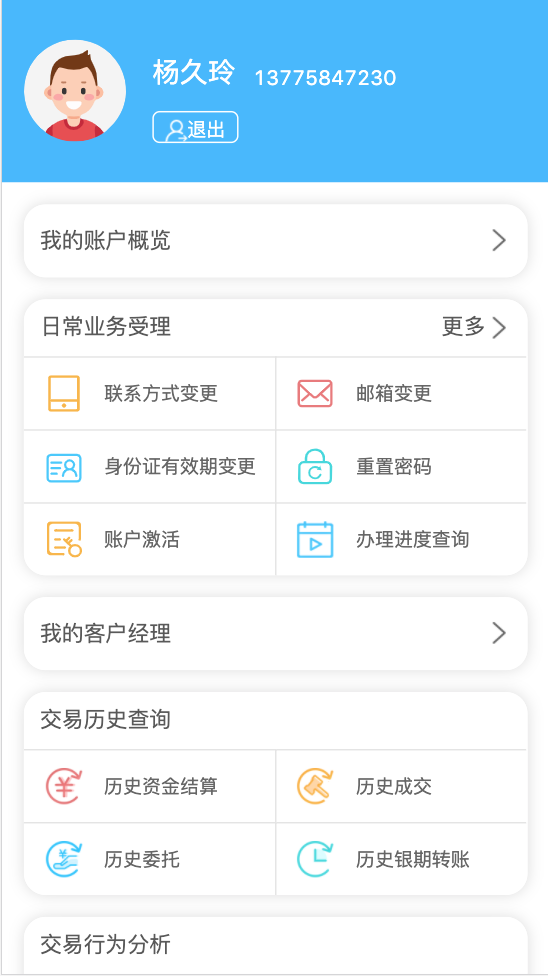 杨久玲 13775847230
退出
我的账户概览
日常业务受理 更多
联系方式变更 邮箱变更
身份证有效期变更 重置密码
账户激活 办理进度查询
我的客户经理
交易历史查询
历史资金结算 历史成交
历史委托 历史银期转账
交易行为分析